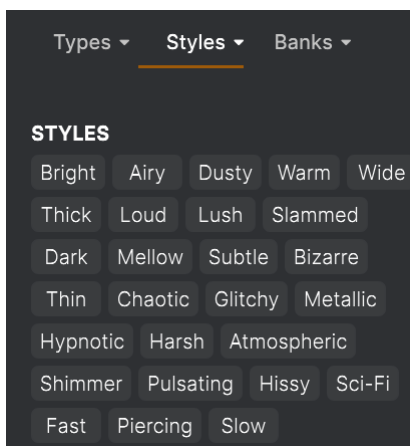 Types Styles Banks
STYLES
Bright Airy Dusty Warm Wide
Thick Loud Lush Slammed
Dark Mellow Subtle Bizarre
Thin Chaotic Glitchy Metallic
Hypnotic Harsh Atmospheric
Shimmer Pulsating Hissy Sci-Fi
Fast Piercing Slow